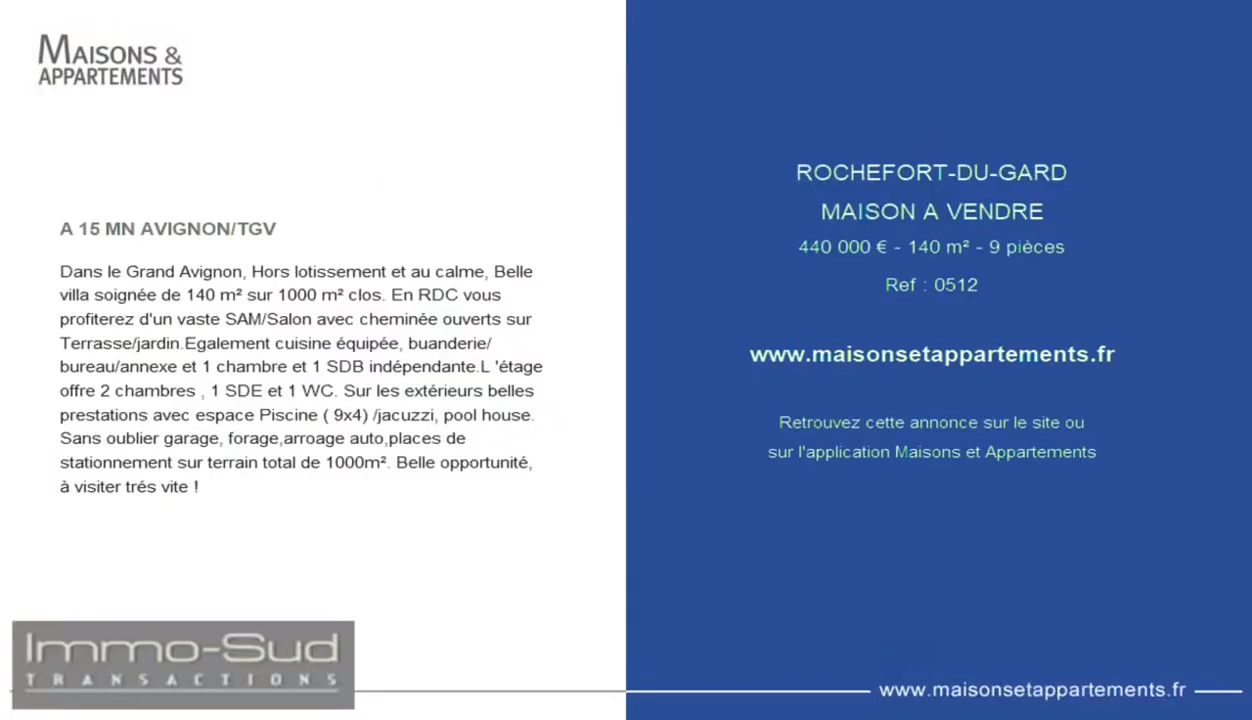 MAISONS &
APPARTEMENTS
A 15 MN AVIGNON/TGV
Dans le Grand Avignon, Hors lotissement et au calme, Belle
villa soignée de 140 m² sur 1000 m² clos. En RDC vous
profiterez d'un vaste SAM/Salon avec cheminée ouverts sur
Terrasse/jardin.Egalement cuisine équipée, buanderie/
bureau/annexe et 1 chambre et 1 SDB indépendante.L 'étage
offre 2 chambres , 1 SDE et 1 WC. Sur les extérieurs belles
prestations avec espace Piscine ( 9x4) /jacuzzi, pool house.
Sans oublier garage, forage,arroage auto,places de
stationnement sur terrain total de 1000m². Belle opportunité,
à visiter trés vite !
Immo-Sud
TRANSACTIONS
ROCHEFORT-DU-GARD
MAISON A VENDRE
440 000 € - 140 m² - 9 pièces
Ref : 0512
www.maisonsetappartements.fr
Retrouvez cette annonce sur le site ou
sur l'application Maisons et Appartements
www.maisonsetappartements.fr